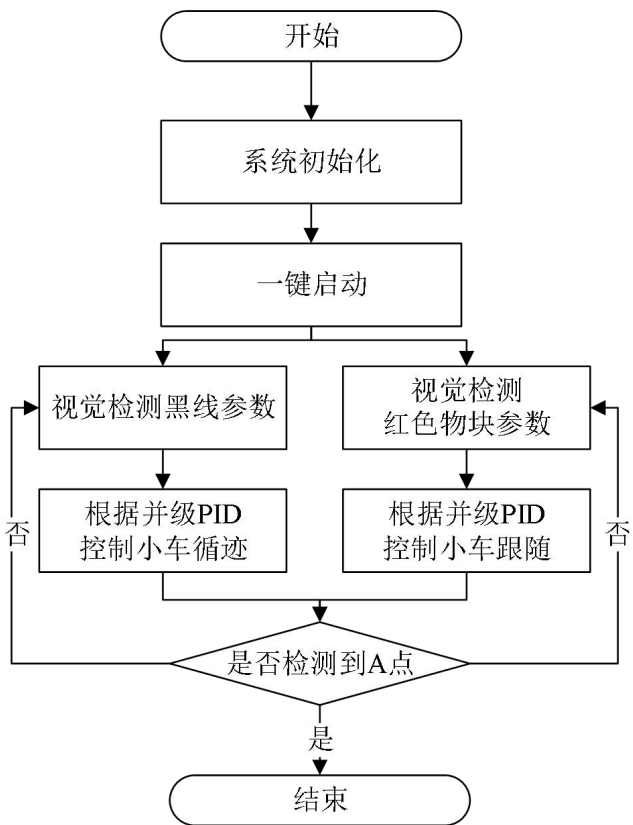 开始
系统初始化
一键启动
视觉检测黑线参数
视觉检测
红色物块参数
根据并级PID
控制小车循迹
根据并级PID
控制小车跟随
否
否
是否检测到A点
是
结束